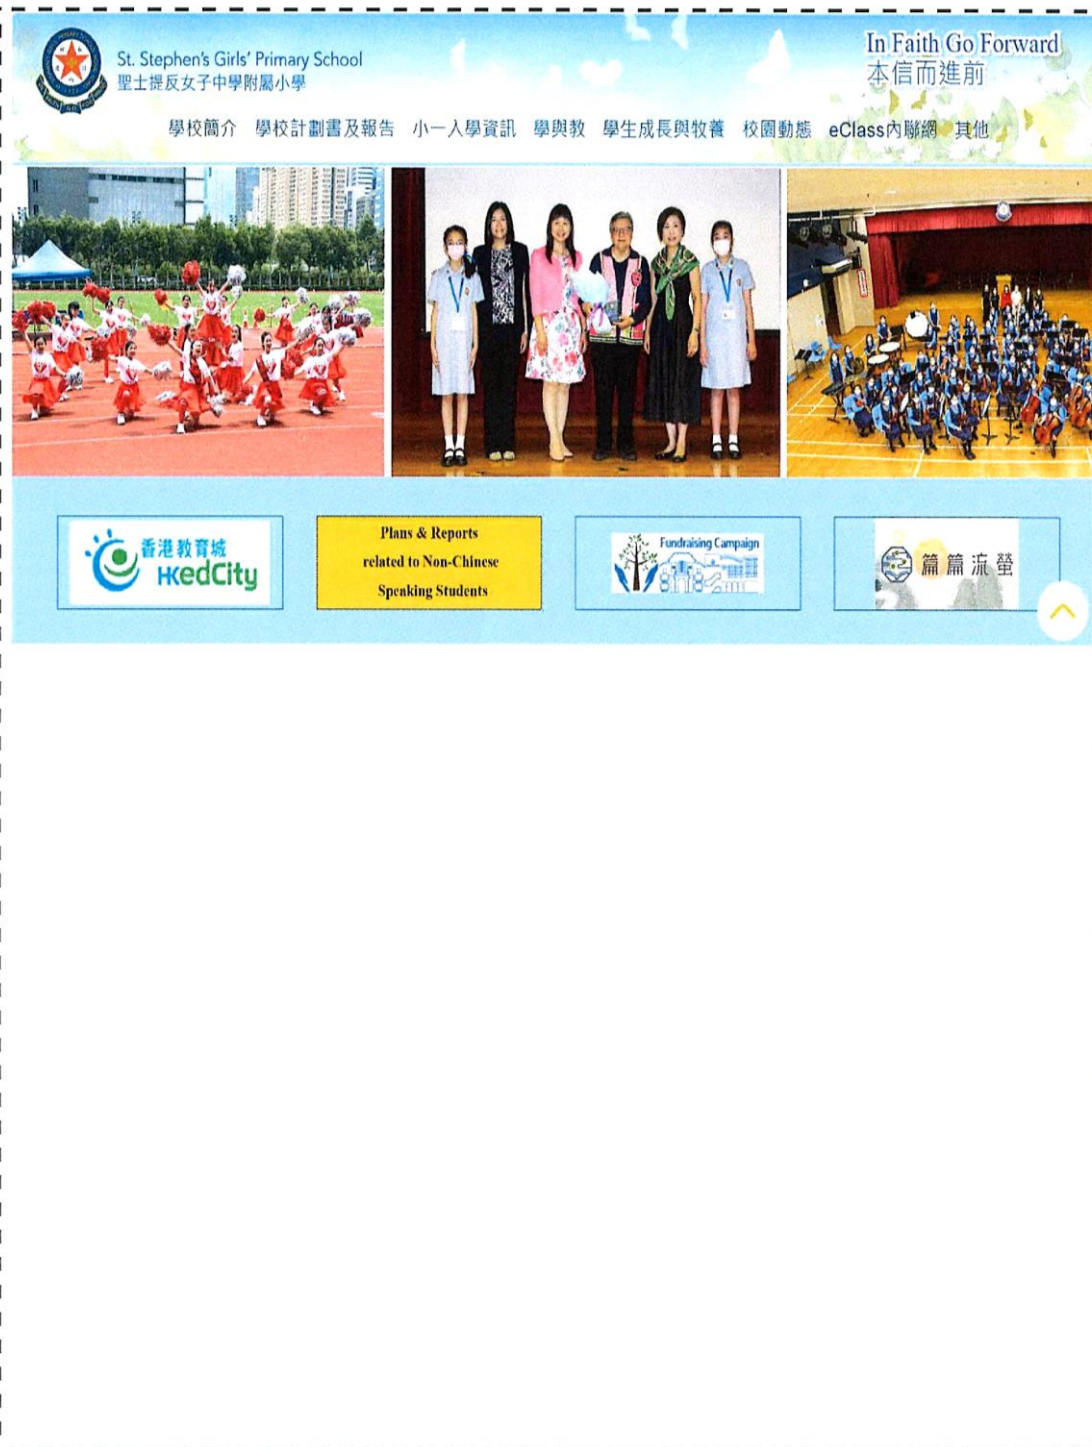 St. Stephen's Girls' Primary School
聖士提反女子中學附屬小學
In Faith Go Forward
本信而進前
學校簡介 學校計劃書及報告 小一入學資訊 學與教 學生成長與牧養 校園動態 eClass內聯網 其他
香港教育城
HKedCity
Plans & Reports
related to Non-Chinese
Speaking Students
Fundraising Campaign
篇篇流螢